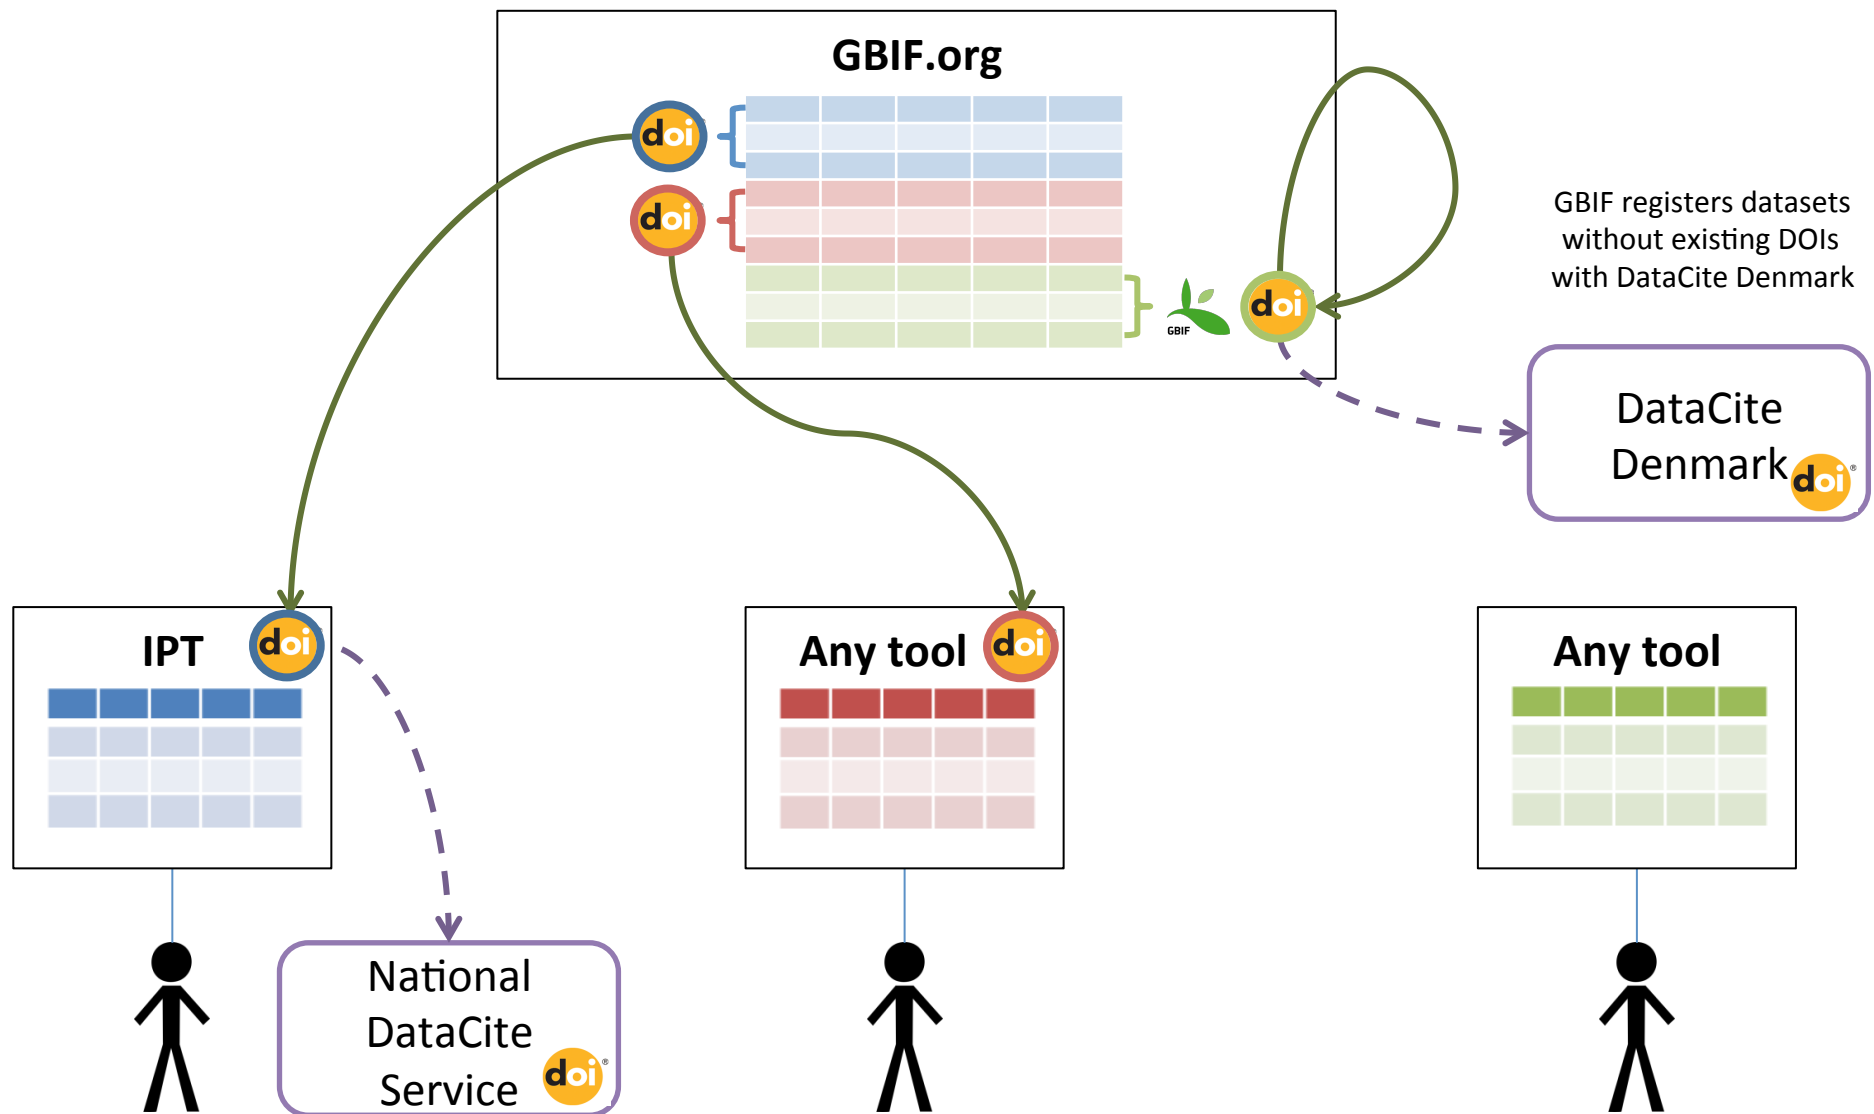 GBIF.org
doi
doi
GBIF registers datasets
without existing DOIs
with DataCite Denmark
GBIF
doi
DataCite
Denmark
doi®
IPT
doi
Any tool
doi
Any tool
National
DataCite
Service
doi®